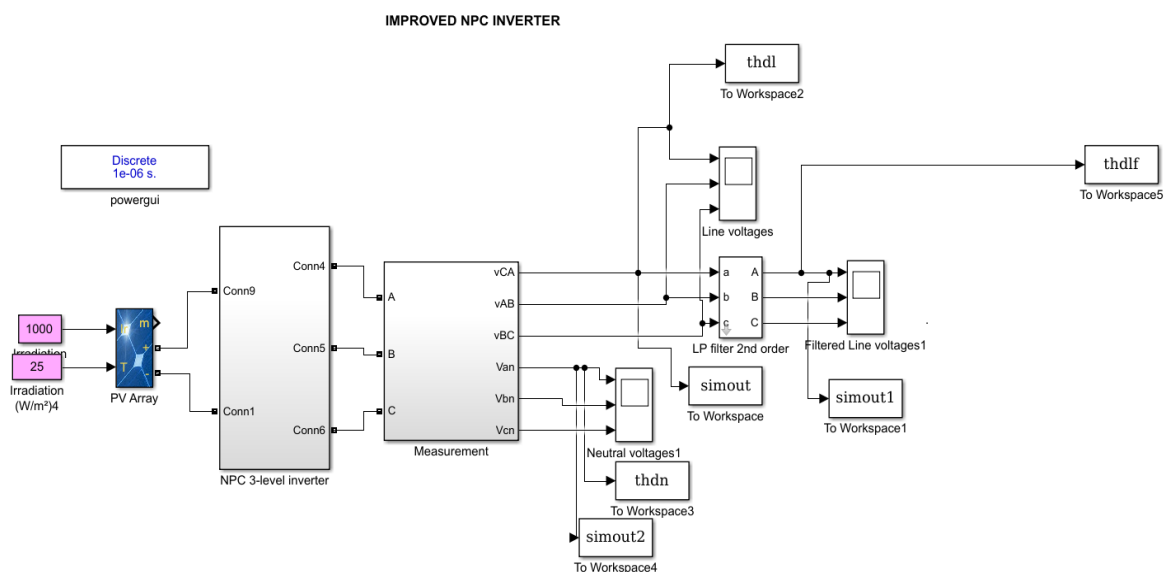 IMPROVED NPC INVERTER
thdl
To Workspace2
Discrete
1e-06 s.
powergui
thdlf
To Workspace5
Line voltages
Conn4
Conn9
Conn5
Conn1
Conn6
NPC 3-level inverter
A
B
C
vCA
vAB
vBC
Van
Vbn
Vcn
Measurement
a
b
c
A
B
C
LP filter 2nd order
Filtered Line voltages1
1000
Irradiation
25
Irradiation
(W/m²)4
m
+
-
T
PV Array
simout
To Workspace
simout1
To Workspace1
Neutral voltages1
thdn
To Workspace3
simout2
To Workspace4